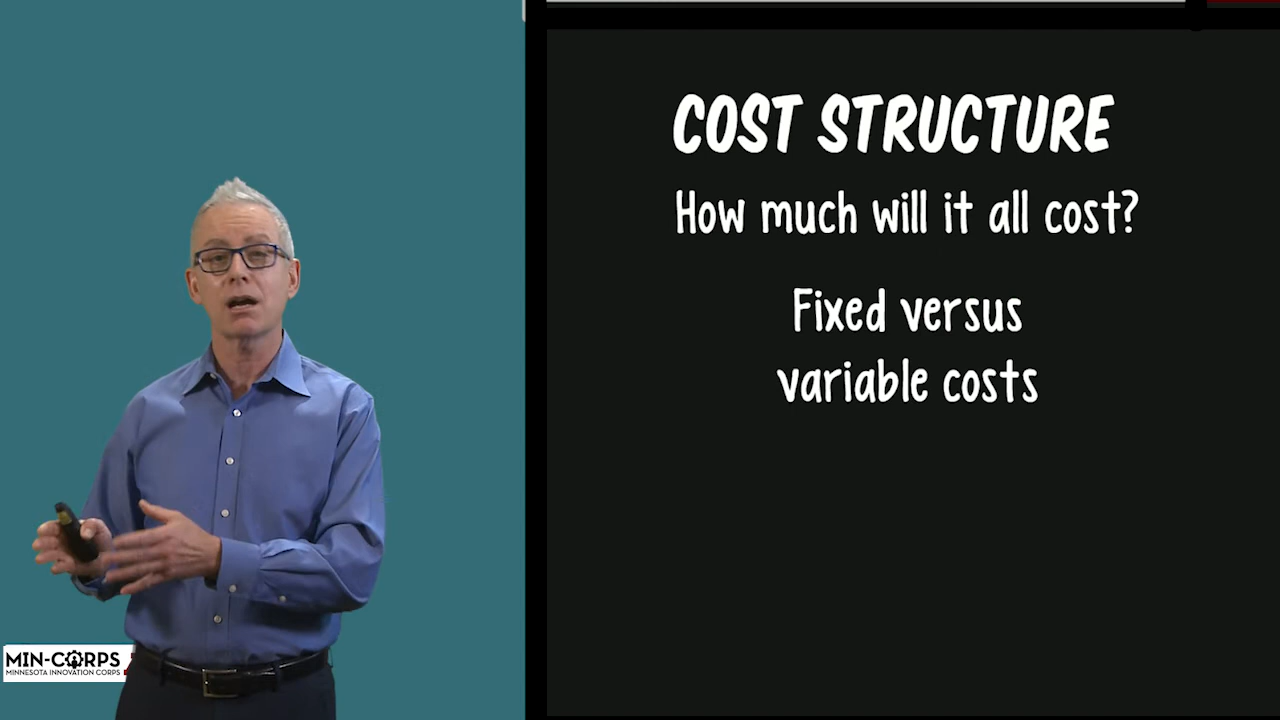 COST STRUCTURE
How much will it all cost?
Fixed versus
variable costs
MIN-CORPS
MINNESOTA INNOVATION CORPS